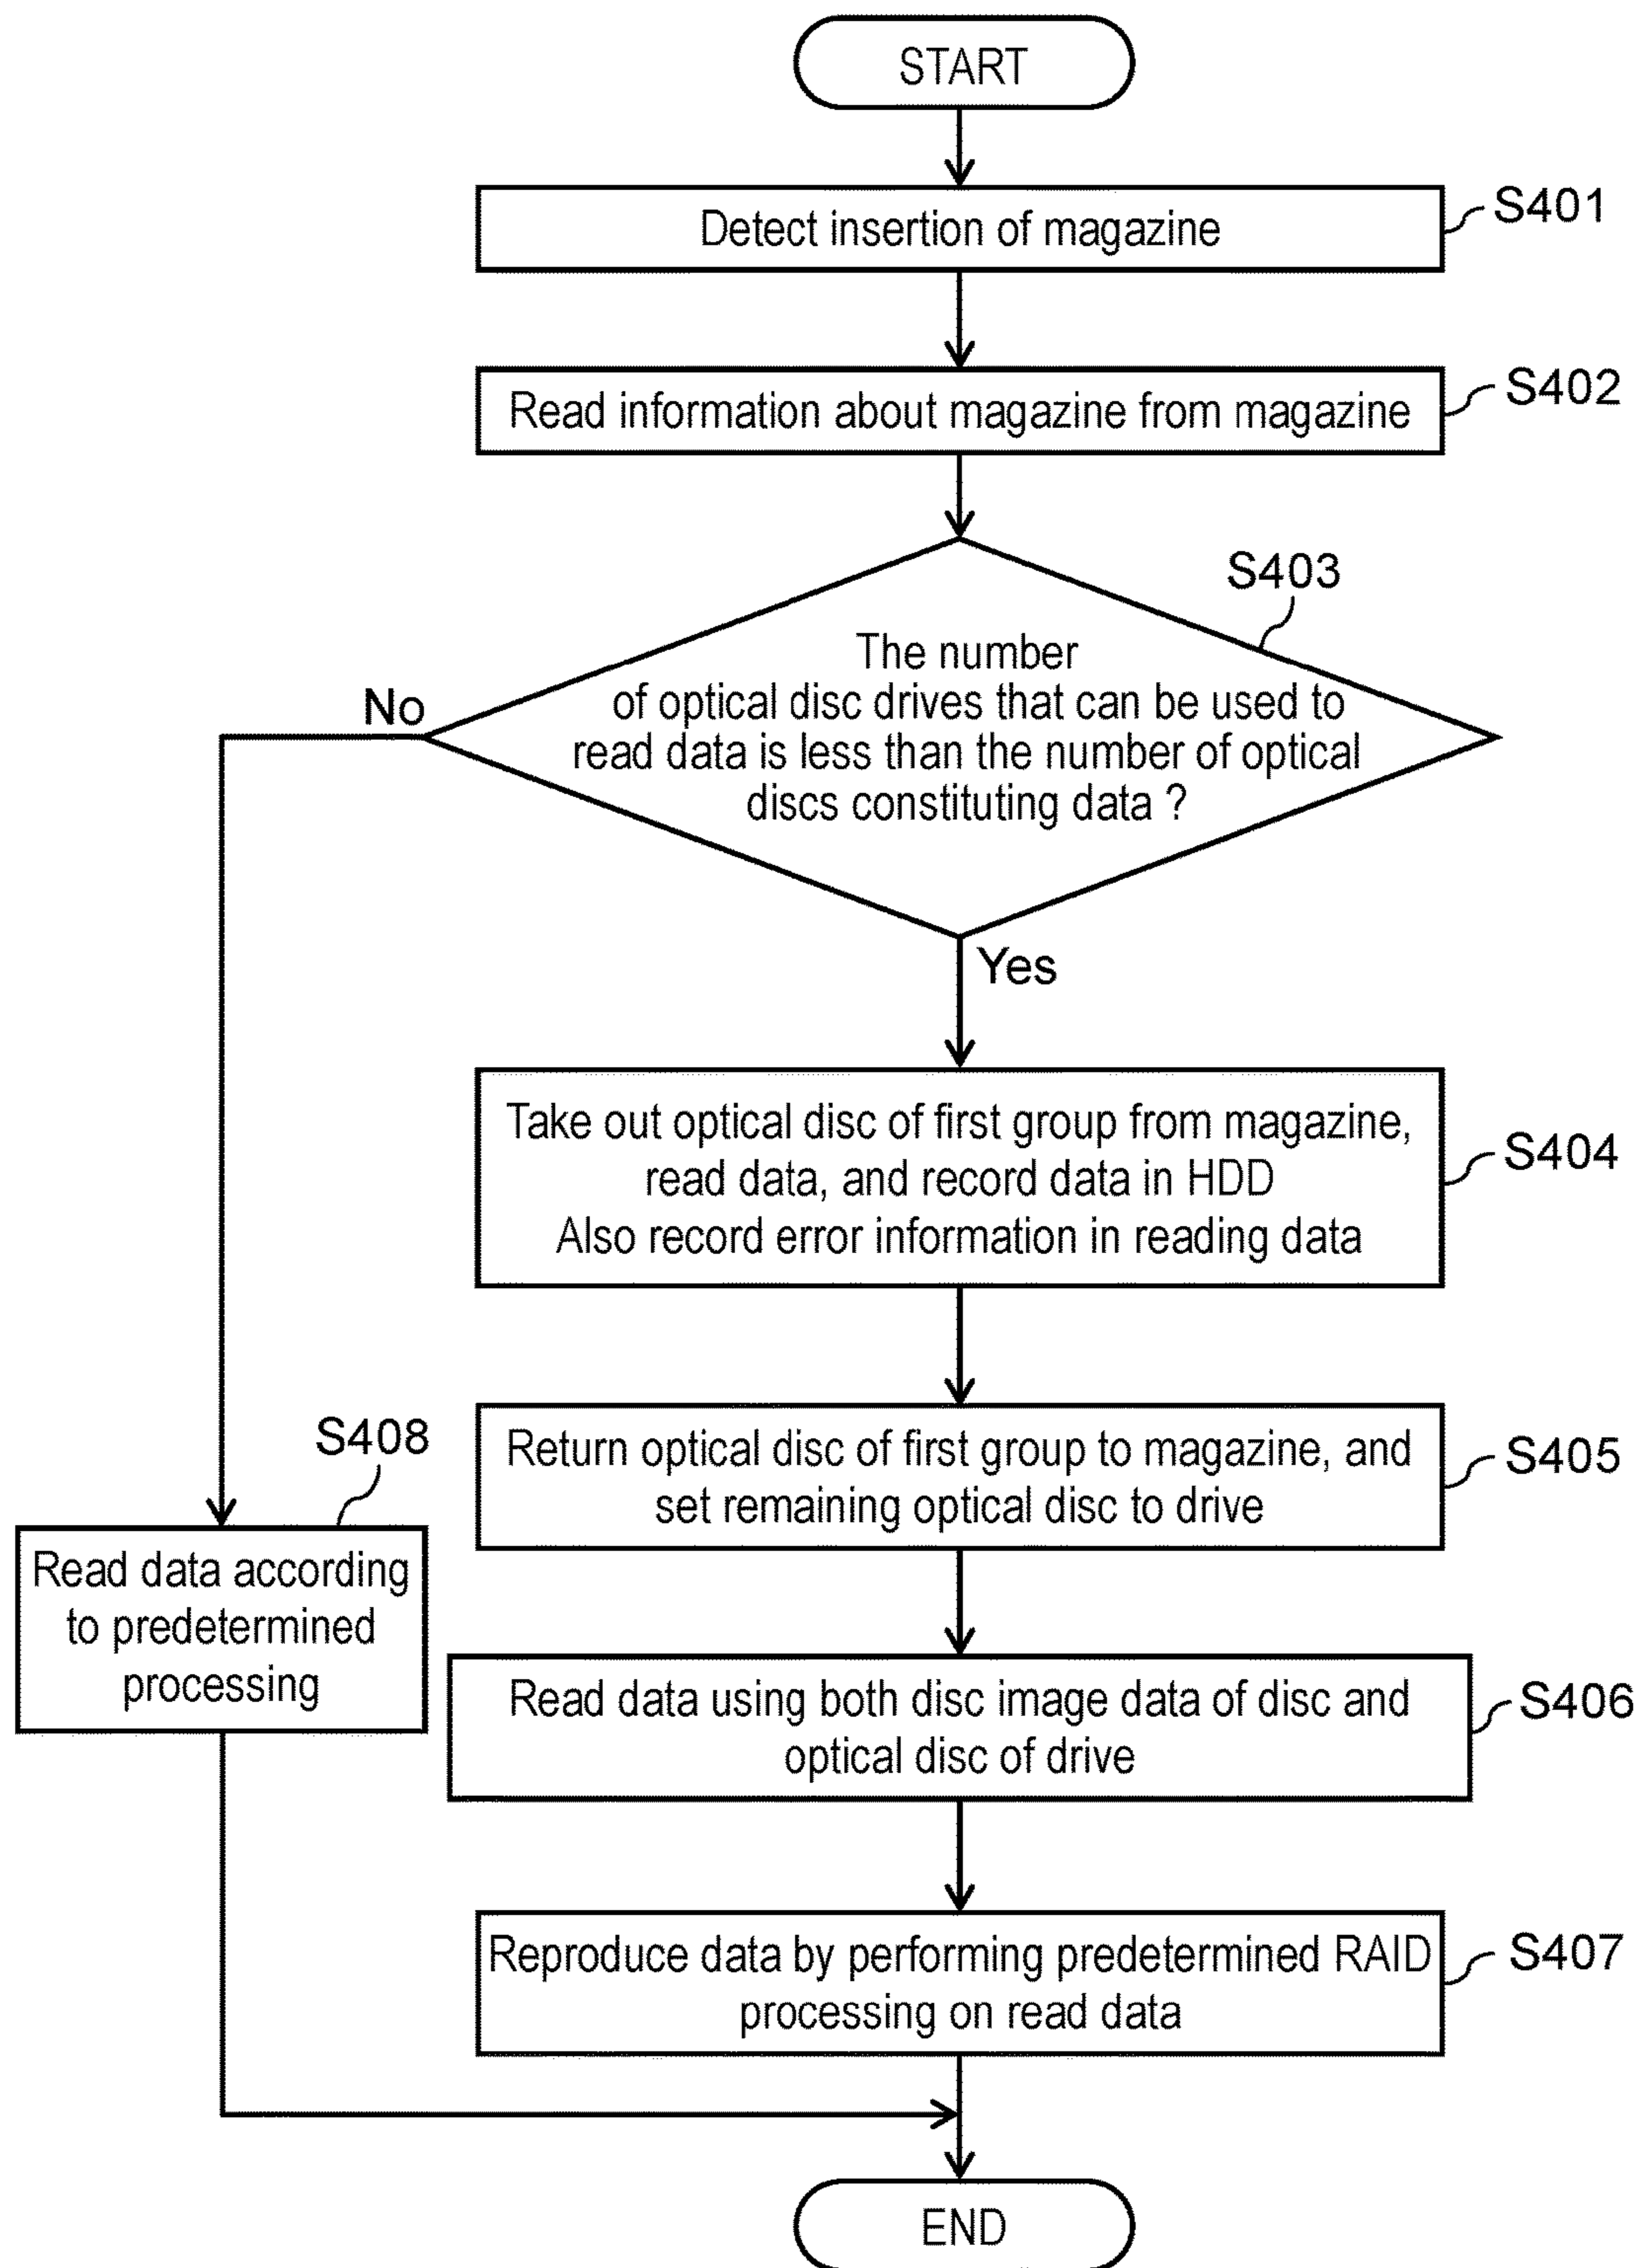 START
Detect insertion of magazine
S401
Read information about magazine from magazine
S402
S403
The number
of optical disc drives that can be used to
read data is less than the number of optical
discs constituting data ?
No
Yes
Take out optical disc of first group from magazine,
read data, and record data in HDD
Also record error information in reading data
S404
Return optical disc of first group to magazine, and
set remaining optical disc to drive
S405
S408
Read data according
to predetermined
processing
Read data using both disc image data of disc and
optical disc of drive
S406
Reproduce data by performing predetermined RAID
processing on read data
S407
END